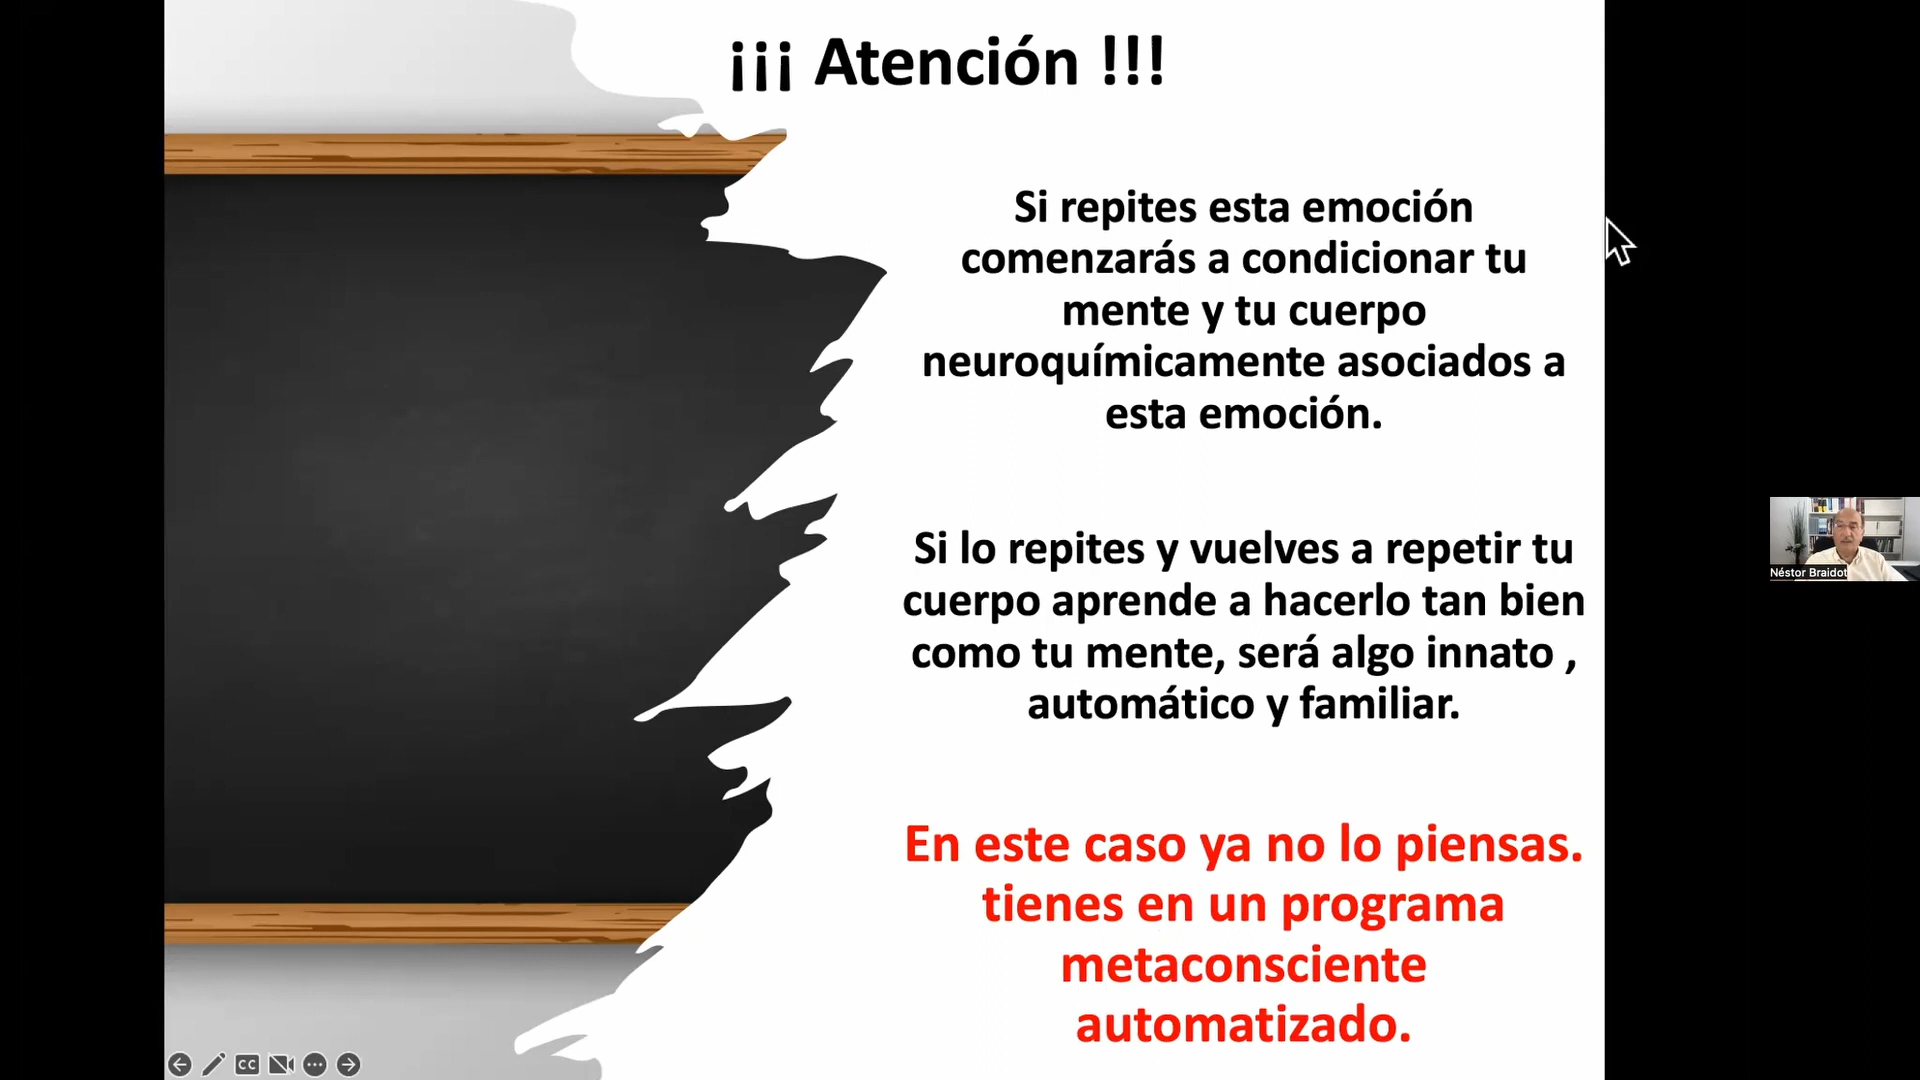 ¡¡¡ Atención !!!
Si repites esta emoción
comenzarás a condicionar tu
mente y tu cuerpo
neuroquímicamente asociados a
esta emoción.
Si lo repites y vuelves a repetir tu
cuerpo aprende a hacerlo tan bien
como tu mente, será algo innato ,
automático y familiar.
En este caso ya no lo piensas.
tienes en un programa
metaconsciente
automatizado.
Néstor Braidot
CC